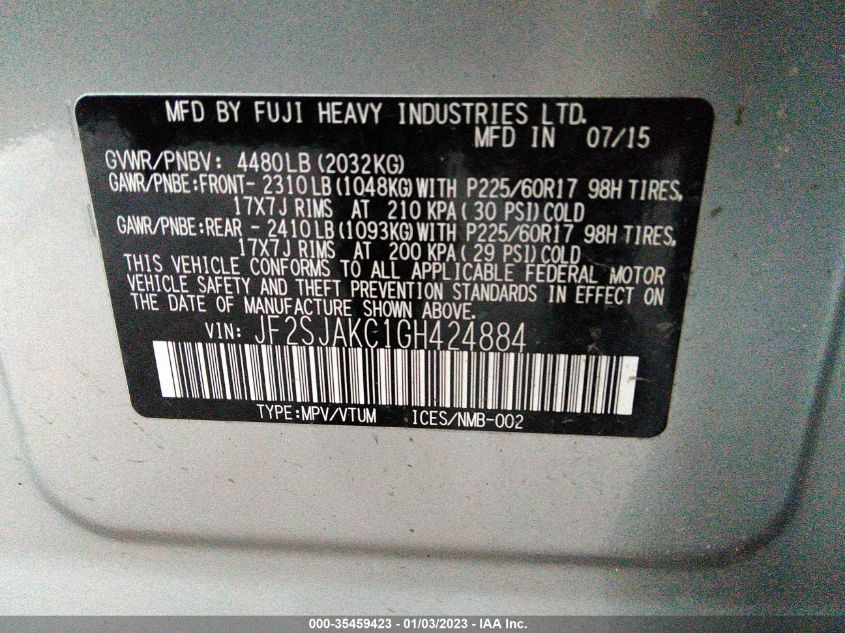 MFD BY FUJI HEAVY INDUSTRIES LTD.
MFD IN 07/15
GVWR/PNBV: 4480LB (2032KG)
GAWR/PNBE:FRONT- 2310 LB (1048KG) WITH P225/60R17 98H TIRES,
17X7J RIMS AT 210 KPA ( 30 PSI) COLD
GAWR/PNBE:REAR - 2410 LB (1093KG) WITH P225/60R17 98H TIRES,
17X7J RIMS AT 200 KPA ( 29 PSI) COLD
THIS VEHICLE CONFORMS TO ALL APPLICABLE FEDERAL MOTOR
VEHICLE SAFETY AND THEFT PREVENTION STANDARDS IN EFFECT ON
THE DATE OF MANUFACTURE SHOWN ABOVE.
VIN: JF2SJAKC1GH424884
TYPE:MPV/VTUM ICES/NMB-002
000-35459423 - 01/03/2023 - IAA Inc.